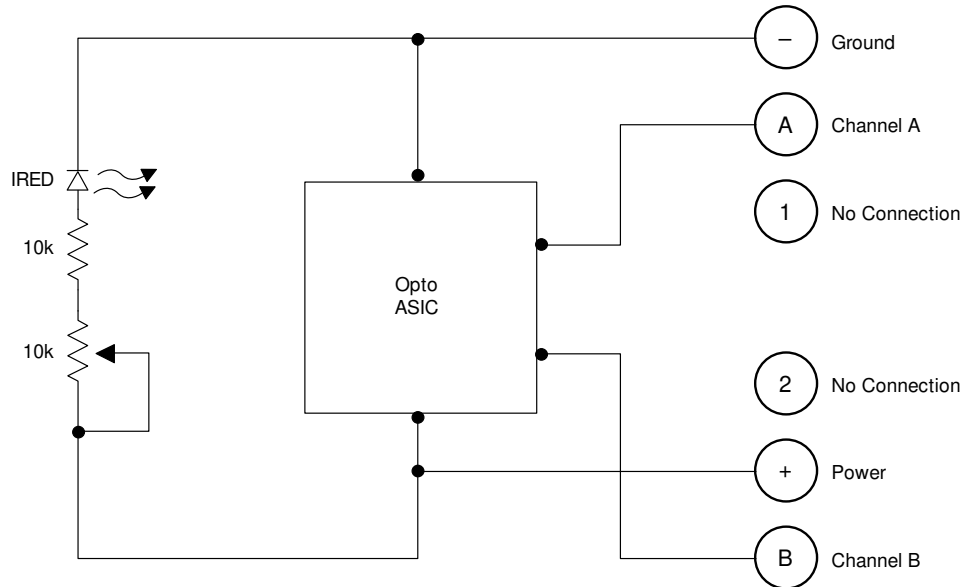 – Ground
A Channel A
IRED
1 No Connection
10k
Opto
ASIC
10k
2 No Connection
+ Power
B Channel B